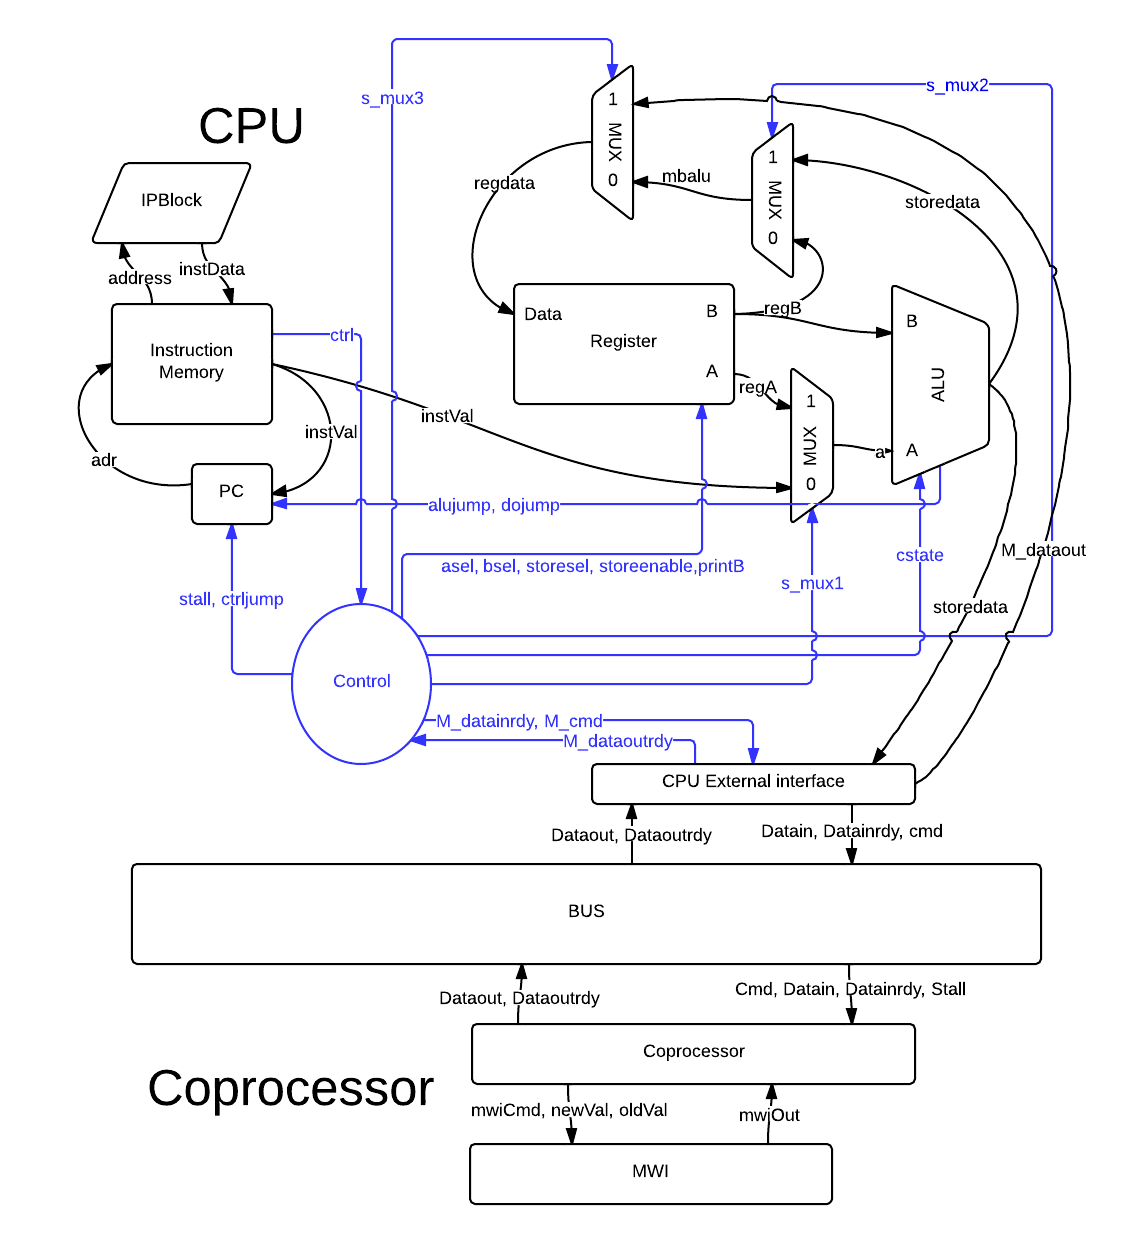 s_mux3
s_mux2
1
MUX
0
CPU
1
MUX
0
mbalu
regdata
storedata
IPBlock
address
instData
Data
Register
B
A
regB
regA
B
ALU
A
ctrl
Instruction
Memory
instVal
instVal
1
MUX
0
a
adr
PC
alujump, dojump
asel, bsel, storesel, storeenable,printB
s_mux1
cstate
M_dataout
storedata
stall, ctrljump
Control
M_datainrdy, M_cmd
M_dataoutrdy
CPU External interface
Dataout, Dataoutrdy
Datain, Datainrdy, cmd
BUS
Dataout, Dataoutrdy
Cmd, Datain, Datainrdy, Stall
Coprocessor
Coprocessor
mwiCmd, newVal, oldVal
mwiOut
MWI